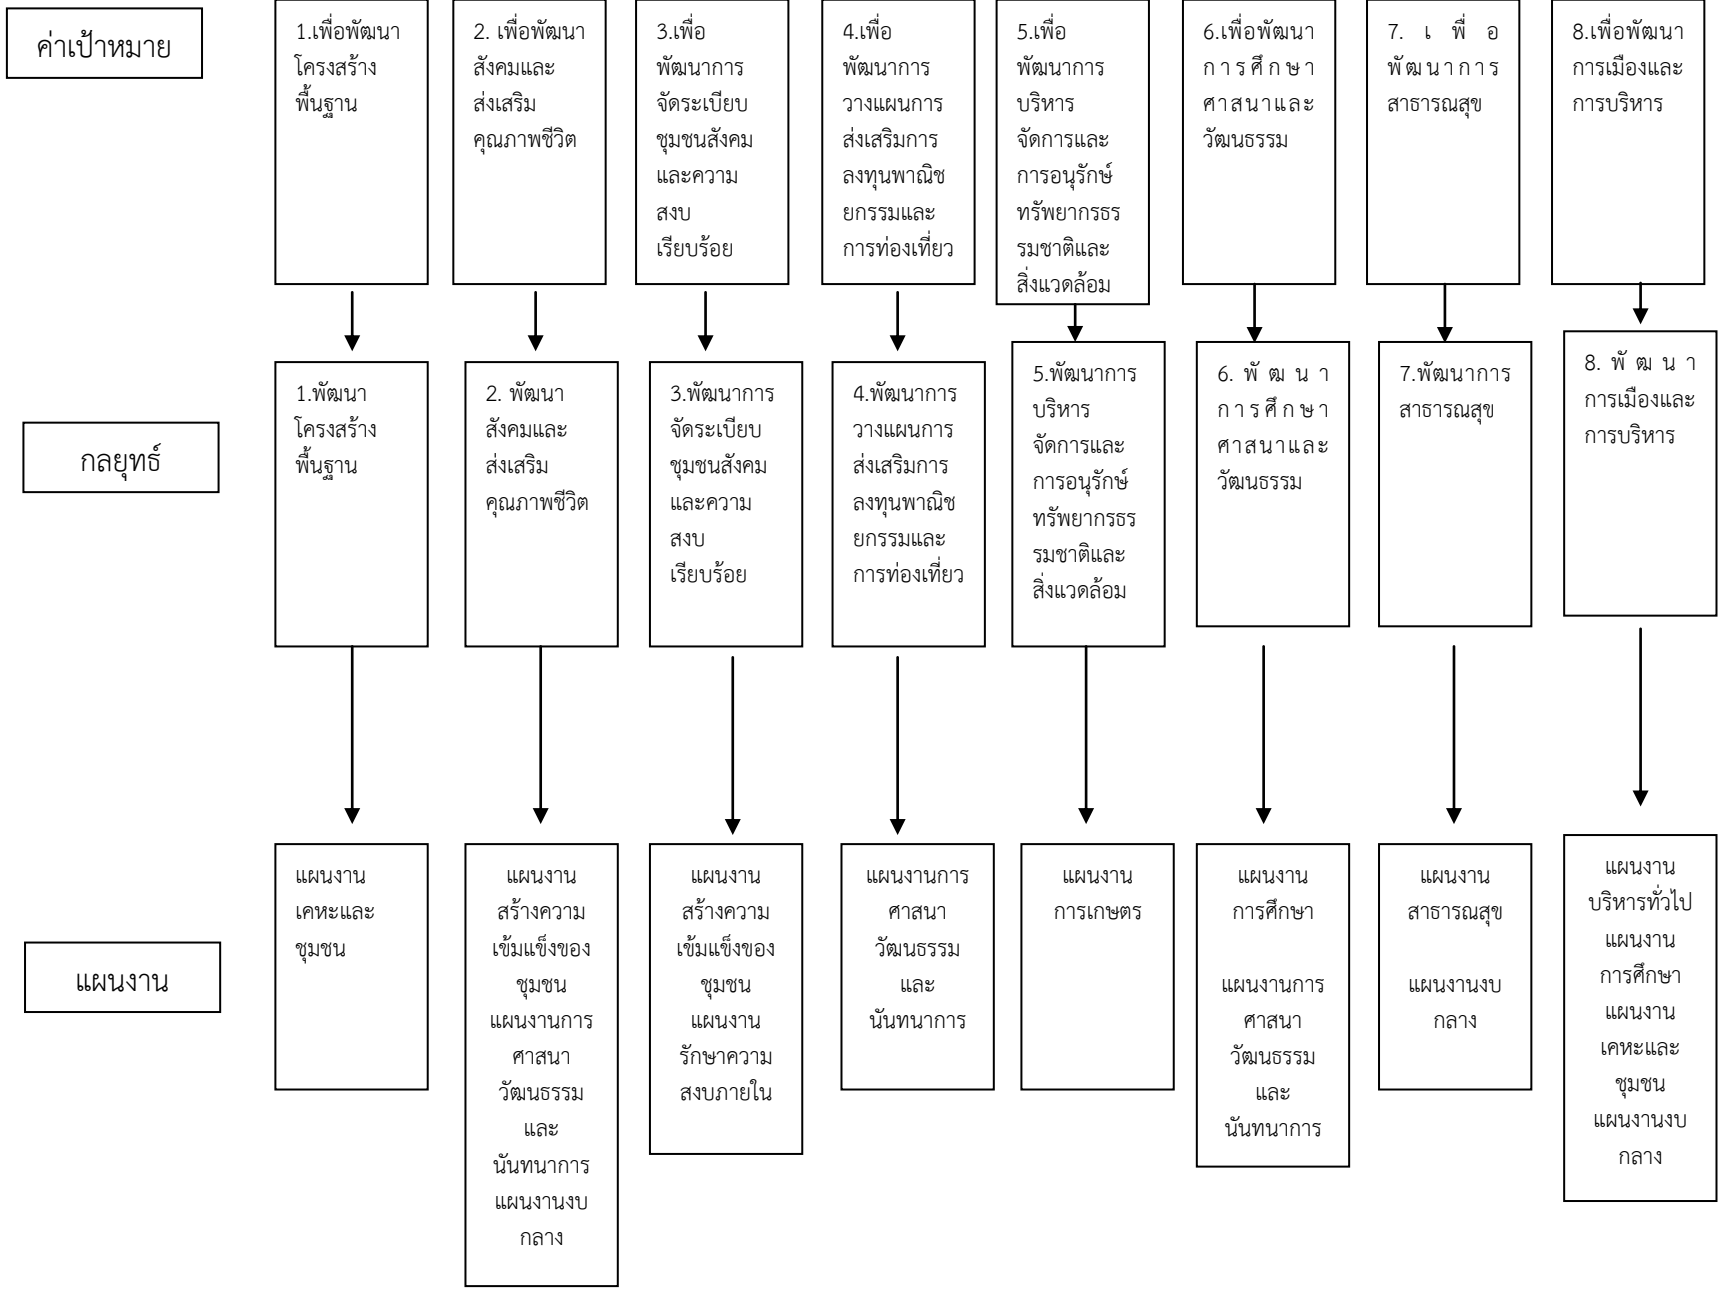 ค่าเป้าหมาย
1.เพื่อพัฒนา
โครงสร้าง
พื้นฐาน
2. เพื่อพัฒนา
สังคมและ
ส่งเสริม
คุณภาพชีวิต
3.เพื่อ
พัฒนาการ
จัดระเบียบ
ชุมชนสังคม
และความ
สงบ
เรียบร้อย
4.เพื่อ
พัฒนาการ
วางแผนการ
ส่งเสริมการ
ลงทุนพาณิช
ยกรรมและ
การท่องเที่ยว
5.เพื่อ
พัฒนาการ
บริหาร
จัดการและ
การอนุรักษ์
ทรัพยากรธร
รมชาติและ
สิ่งแวดล้อม
6.เพื่อพัฒนา
การศึกษา
ศาสนาและ
วัฒนธรรม
7. เพื่อ
พัฒนาการ
สาธารณสุข
8.เพื่อพัฒนา
การเมืองและ
การบริหาร
กลยุทธ์
1.พัฒนา
โครงสร้าง
พื้นฐาน
2. พัฒนา
สังคมและ
ส่งเสริม
คุณภาพชีวิต
3.พัฒนาการ
จัดระเบียบ
ชุมชนสังคม
และความ
สงบ
เรียบร้อย
4.พัฒนาการ
วางแผนการ
ส่งเสริมการ
ลงทุนพาณิช
ยกรรมและ
การท่องเที่ยว
5.พัฒนาการ
บริหาร
จัดการและ
การอนุรักษ์
ทรัพยากรธร
รมชาติและ
สิ่งแวดล้อม
6. พัฒนา
การศึกษา
ศาสนาและ
วัฒนธรรม
7.พัฒนาการ
สาธารณสุข
8. พัฒนา
การเมืองและ
การบริหาร
แผนงาน
แผนงาน
เคหะและ
ชุมชน
แผนงาน
สร้างความ
เข้มแข็งของ
ชุมชน
แผนงานการ
ศาสนา
วัฒนธรรม
และ
นันทนาการ
แผนงานงบ
กลาง
แผนงาน
สร้างความ
เข้มแข็งของ
ชุมชน
แผนงาน
รักษาความ
สงบภายใน
แผนงานการ
ศาสนา
วัฒนธรรม
และ
นันทนาการ
แผนงาน
การเกษตร
แผนงาน
การศึกษา
แผนงานการ
ศาสนา
วัฒนธรรม
และ
นันทนาการ
แผนงาน
สาธารณสุข
แผนงานงบ
กลาง
แผนงาน
บริหารทั่วไป
แผนงาน
การศึกษา
แผนงาน
เคหะและ
ชุมชน
แผนงานงบ
กลาง